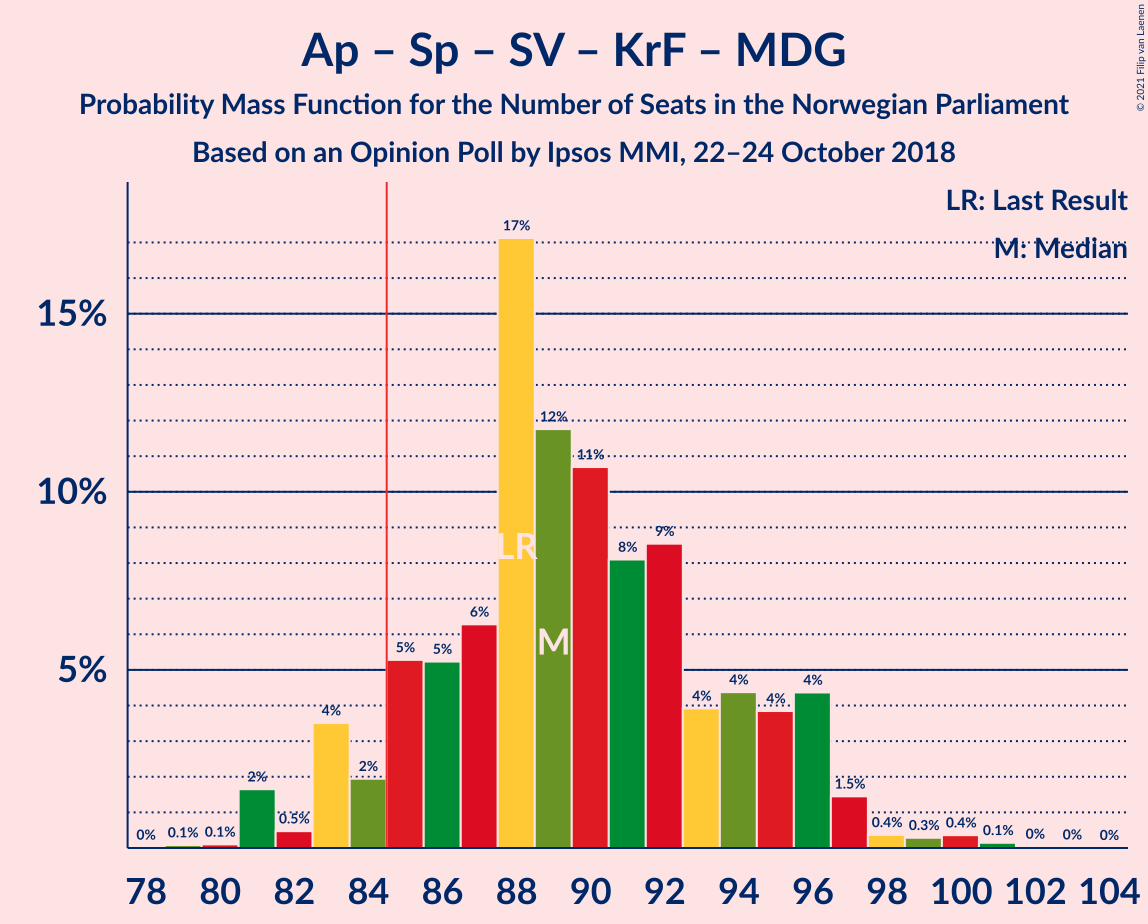 Ap – Sp – SV – KrF – MDG
Probability Mass Function for the Number of Seats in the Norwegian Parliament
Based on an Opinion Poll by Ipsos MMI, 22–24 October 2018
© 2021 Filip van Laenen
LR: Last Result
M: Median
15%
10%
5%
0% 0.1% 0.1% 2% 0.5% 4% 2% 5% 5% 6% 17% 12% 11% 8% 9% 4% 4% 4% 4% 1.5% 0.4% 0.3% 0.4% 0.1% 0% 0% 0%
LR
M
78 80 82 84 86 88 90 92 94 96 98 100 102 104